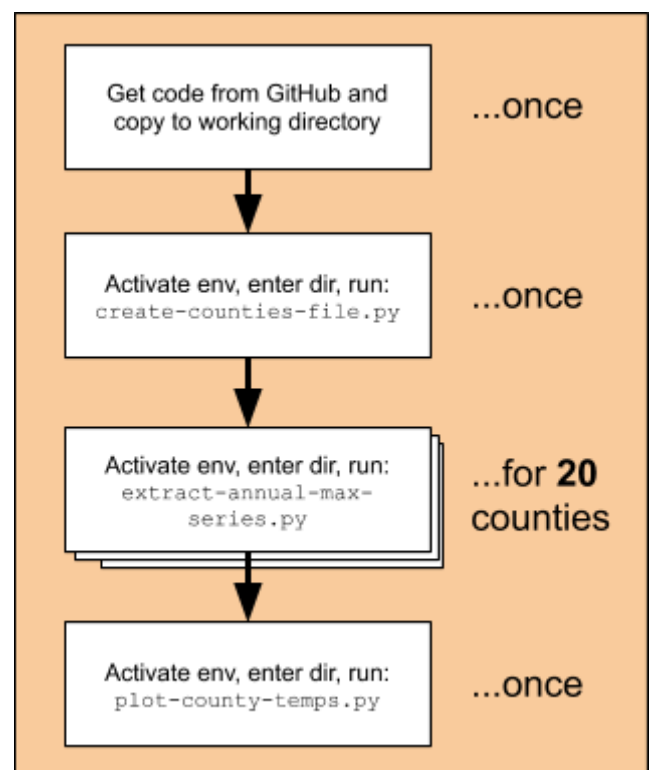 Get code from GitHub and
copy to working directory
...once
Activate env, enter dir, run:
create-counties-file.py
...once
Activate env, enter dir, run:
extract-annual-max-
series.py
...for 20
counties
Activate env, enter dir, run:
plot-county-temps.py
...once